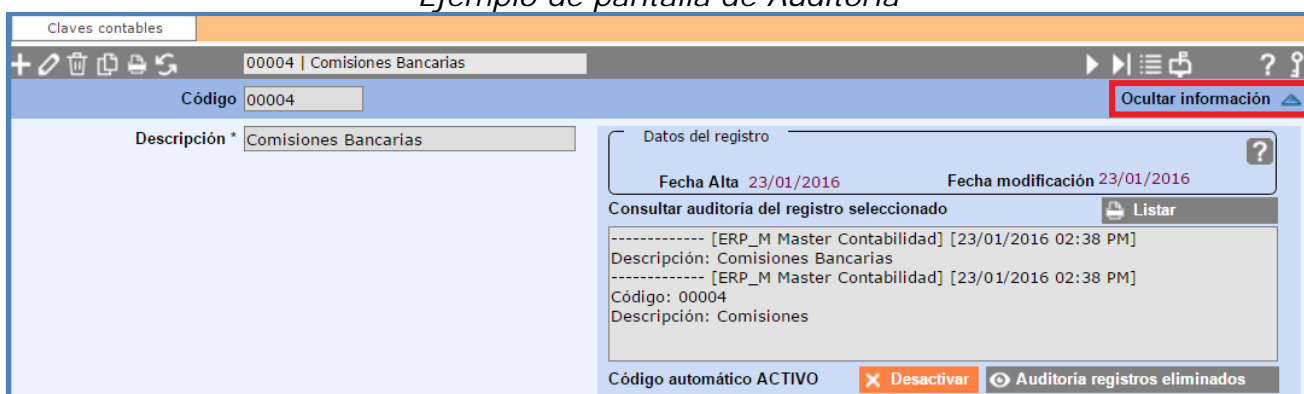 Ejemplo de pantalla de Auditoría
Claves contables
00004 | Comisiones Bancarias
?
Código 00004
Ocultar información
Descripción * Comisiones Bancarias
Datos del registro
?
Fecha Alta 23/01/2016 Fecha modificación 23/01/2016
Consultar auditoría del registro seleccionado
Listar
------------- [ERP_M Master Contabilidad] [23/01/2016 02:38 PM]
Descripción: Comisiones Bancarias
------------- [ERP_M Master Contabilidad] [23/01/2016 02:38 PM]
Código: 00004
Descripción: Comisiones
Código automático ACTIVO
Desactivar
Auditoría registros eliminados